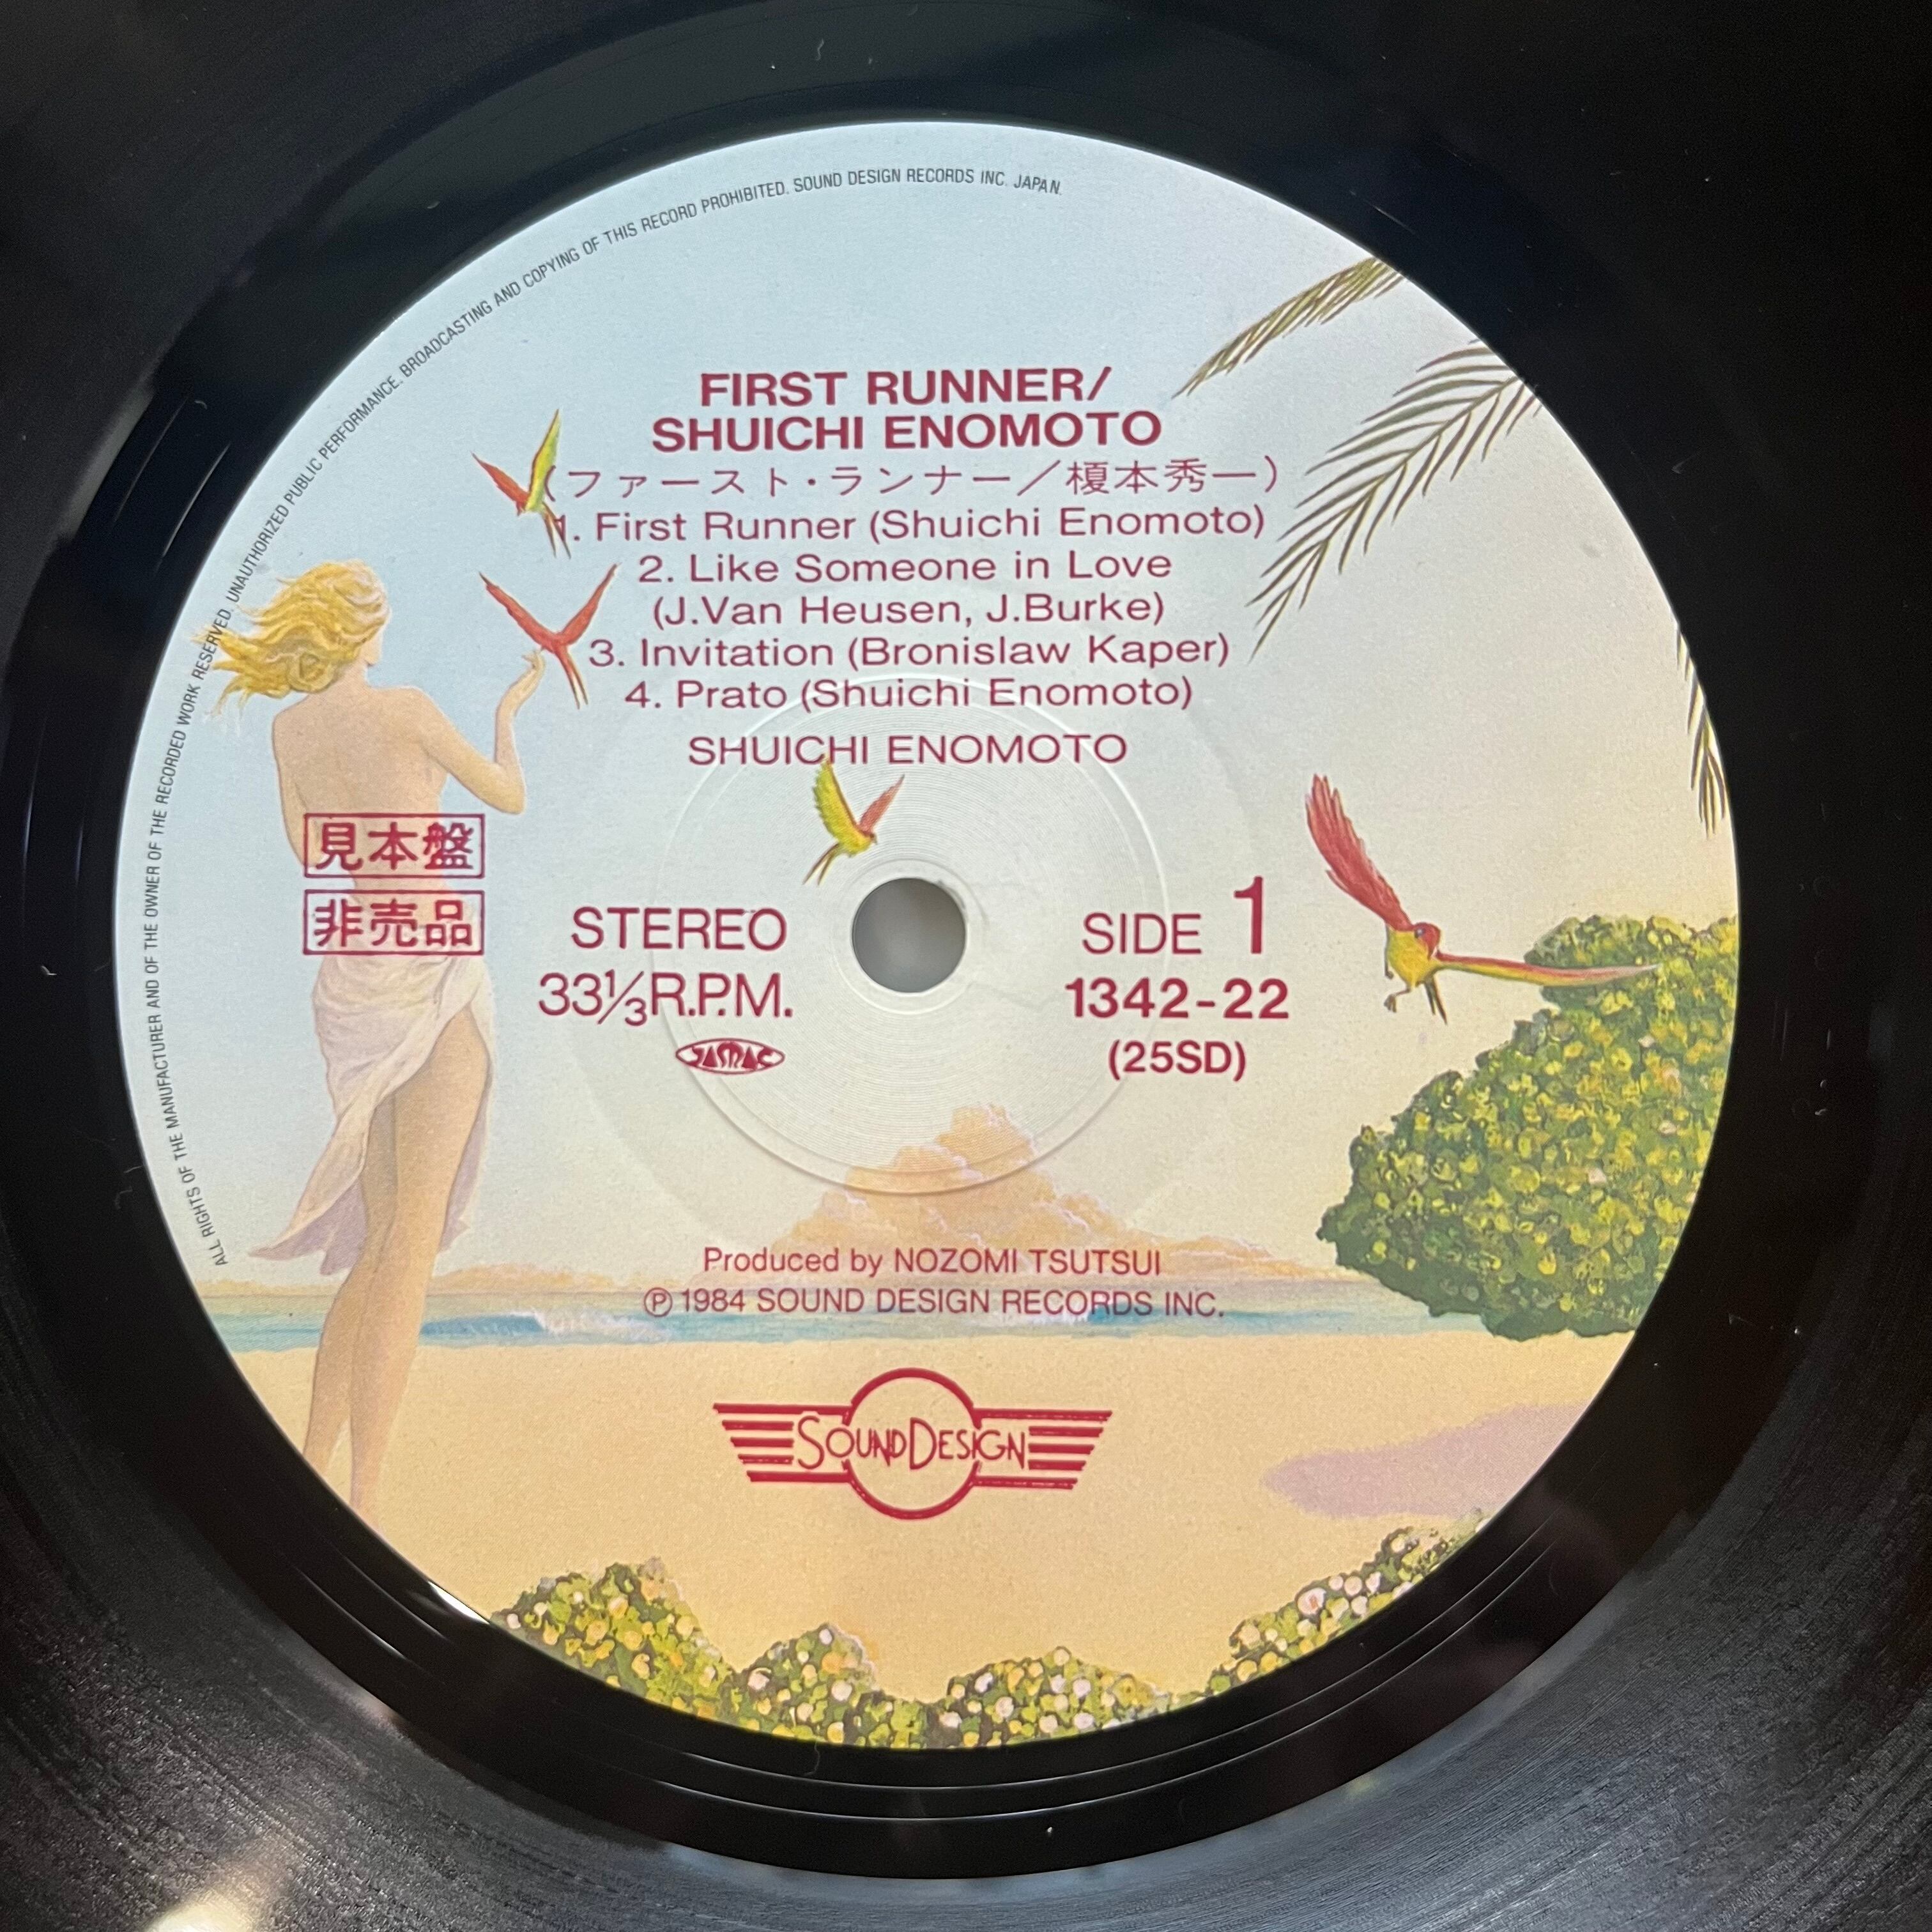 ALL RIGHTS OF THE MANUFACTURER AND OF THE OWNER OF THE RECORDED WORK RESERVED. UNAUTHORIZED PUBLIC PERFORMANCE. BROADCASTING AND COPYING OF THIS RECORD PROHIBITED. SOUND DESIGN RECORDS INC. JAPAN.
FIRST RUNNER/
SHUICHI ENOMOTO
(ファースト・ランナー／榎本秀一)
1. First Runner (Shuichi Enomoto)
2. Like Someone in Love
(J.Van Heusen, J.Burke)
3. Invitation (Bronislaw Kaper)
4. Prato (Shuichi Enomoto)
SHUICHI ENOMOTO
見本盤
非売品
STEREO
33⅓R.P.M.
JASRAC
SIDE 1
1342-22
(25SD)
Produced by NOZOMI TSUTSUI
℗ 1984 SOUND DESIGN RECORDS INC.
SOUND DESIGN